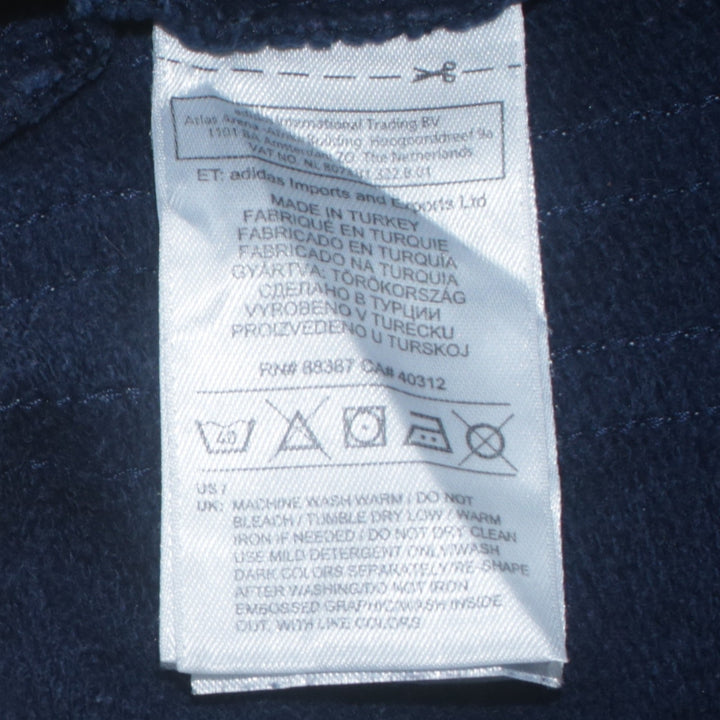 adidas International Trading BV
Atlas Arena Hoogoorddreef 9a
1101 BA Amsterdam ZO, The Netherlands
VAT NO. NL
ET: adidas Imports and Exports Ltd
MADE IN TURKEY
FABRIQUÉ EN TURQUIE
FABRICADO EN TURQUÍA
FABRICADO NA TURQUIA
GYÁRTVA: TÖRÖKORSZÁG
СДЕЛАНО В ТУРЦИИ
VYROBENO V TURECKU
PROIZVEDENO U TURSKOJ
RN# 88387 CA# 40312
40
US /
UK: MACHINE WASH WARM / DO NOT
BLEACH / TUMBLE DRY LOW / WARM
IRON IF NEEDED / DO NOT DRY CLEAN
USE MILD DETERGENT ONLY/WASH
DARK COLORS SEPARATELY/RE-SHAPE
AFTER WASHING/DO NOT IRON
EMBOSSED GRAPHIC/WASH INSIDE
OUT, WITH LIKE COLORS